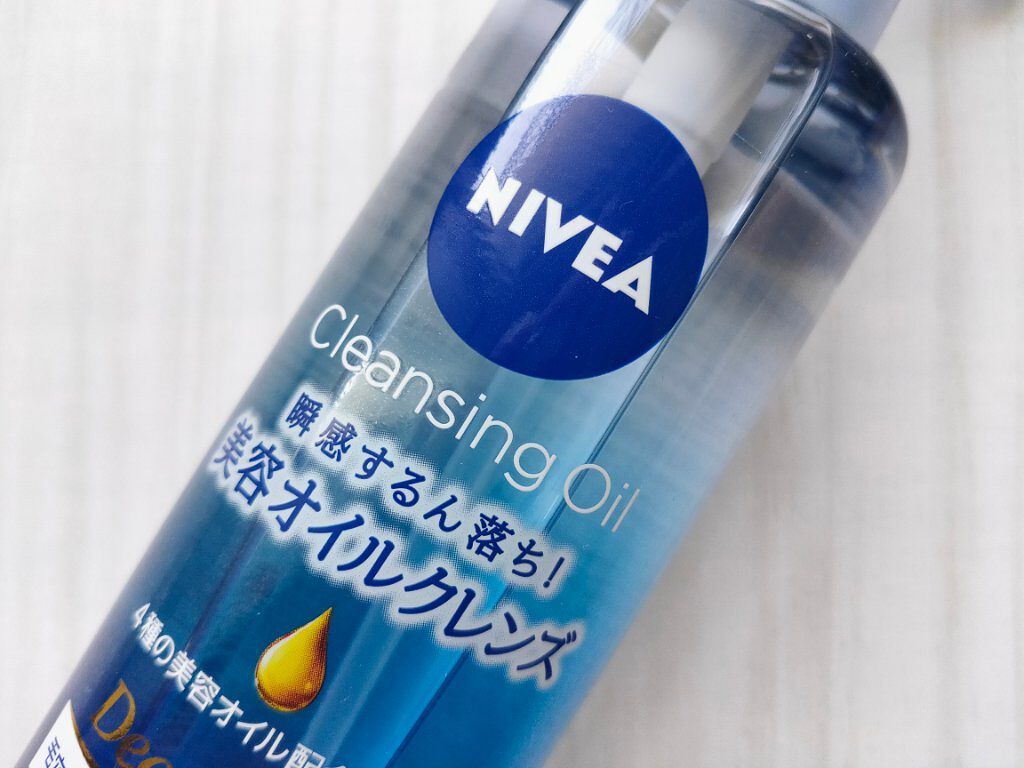 NIVEA
Cleansing Oil
瞬感するん落ち!
美容オイルクレンズ
4種の美容オイル配